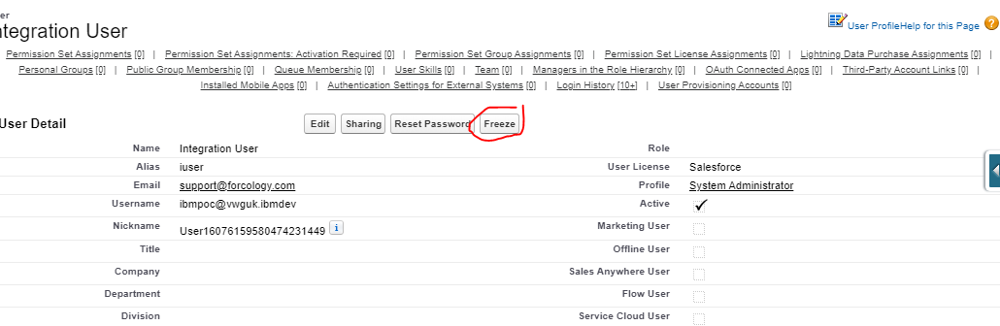 er
ntegration User
User Profile Help for this Page ?
Permission Set Assignments [0] | Permission Set Assignments: Activation Required [0] | Permission Set Group Assignments [0] | Permission Set License Assignments [0] | Lightning Data Purchase Assignments [0] |
Personal Groups [0] | Public Group Membership [0] | Queue Membership [0] | User Skills [0] | Team [0] | Managers in the Role Hierarchy [0] | OAuth Connected Apps [0] | Third-Party Account Links [0] |
Installed Mobile Apps [0] | Authentication Settings for External Systems [0] | Login History [10+] | User Provisioning Accounts [0]
User Detail Edit Sharing Reset Password Freeze
Name Integration User Role
Alias iuser User License Salesforce
Email support@forcology.com Profile System Administrator
Username ibmpoc@vwguk.ibmdev Active
Nickname User16076159580474231449 i Marketing User
Title Offline User
Company Sales Anywhere User
Department Flow User
Division Service Cloud User